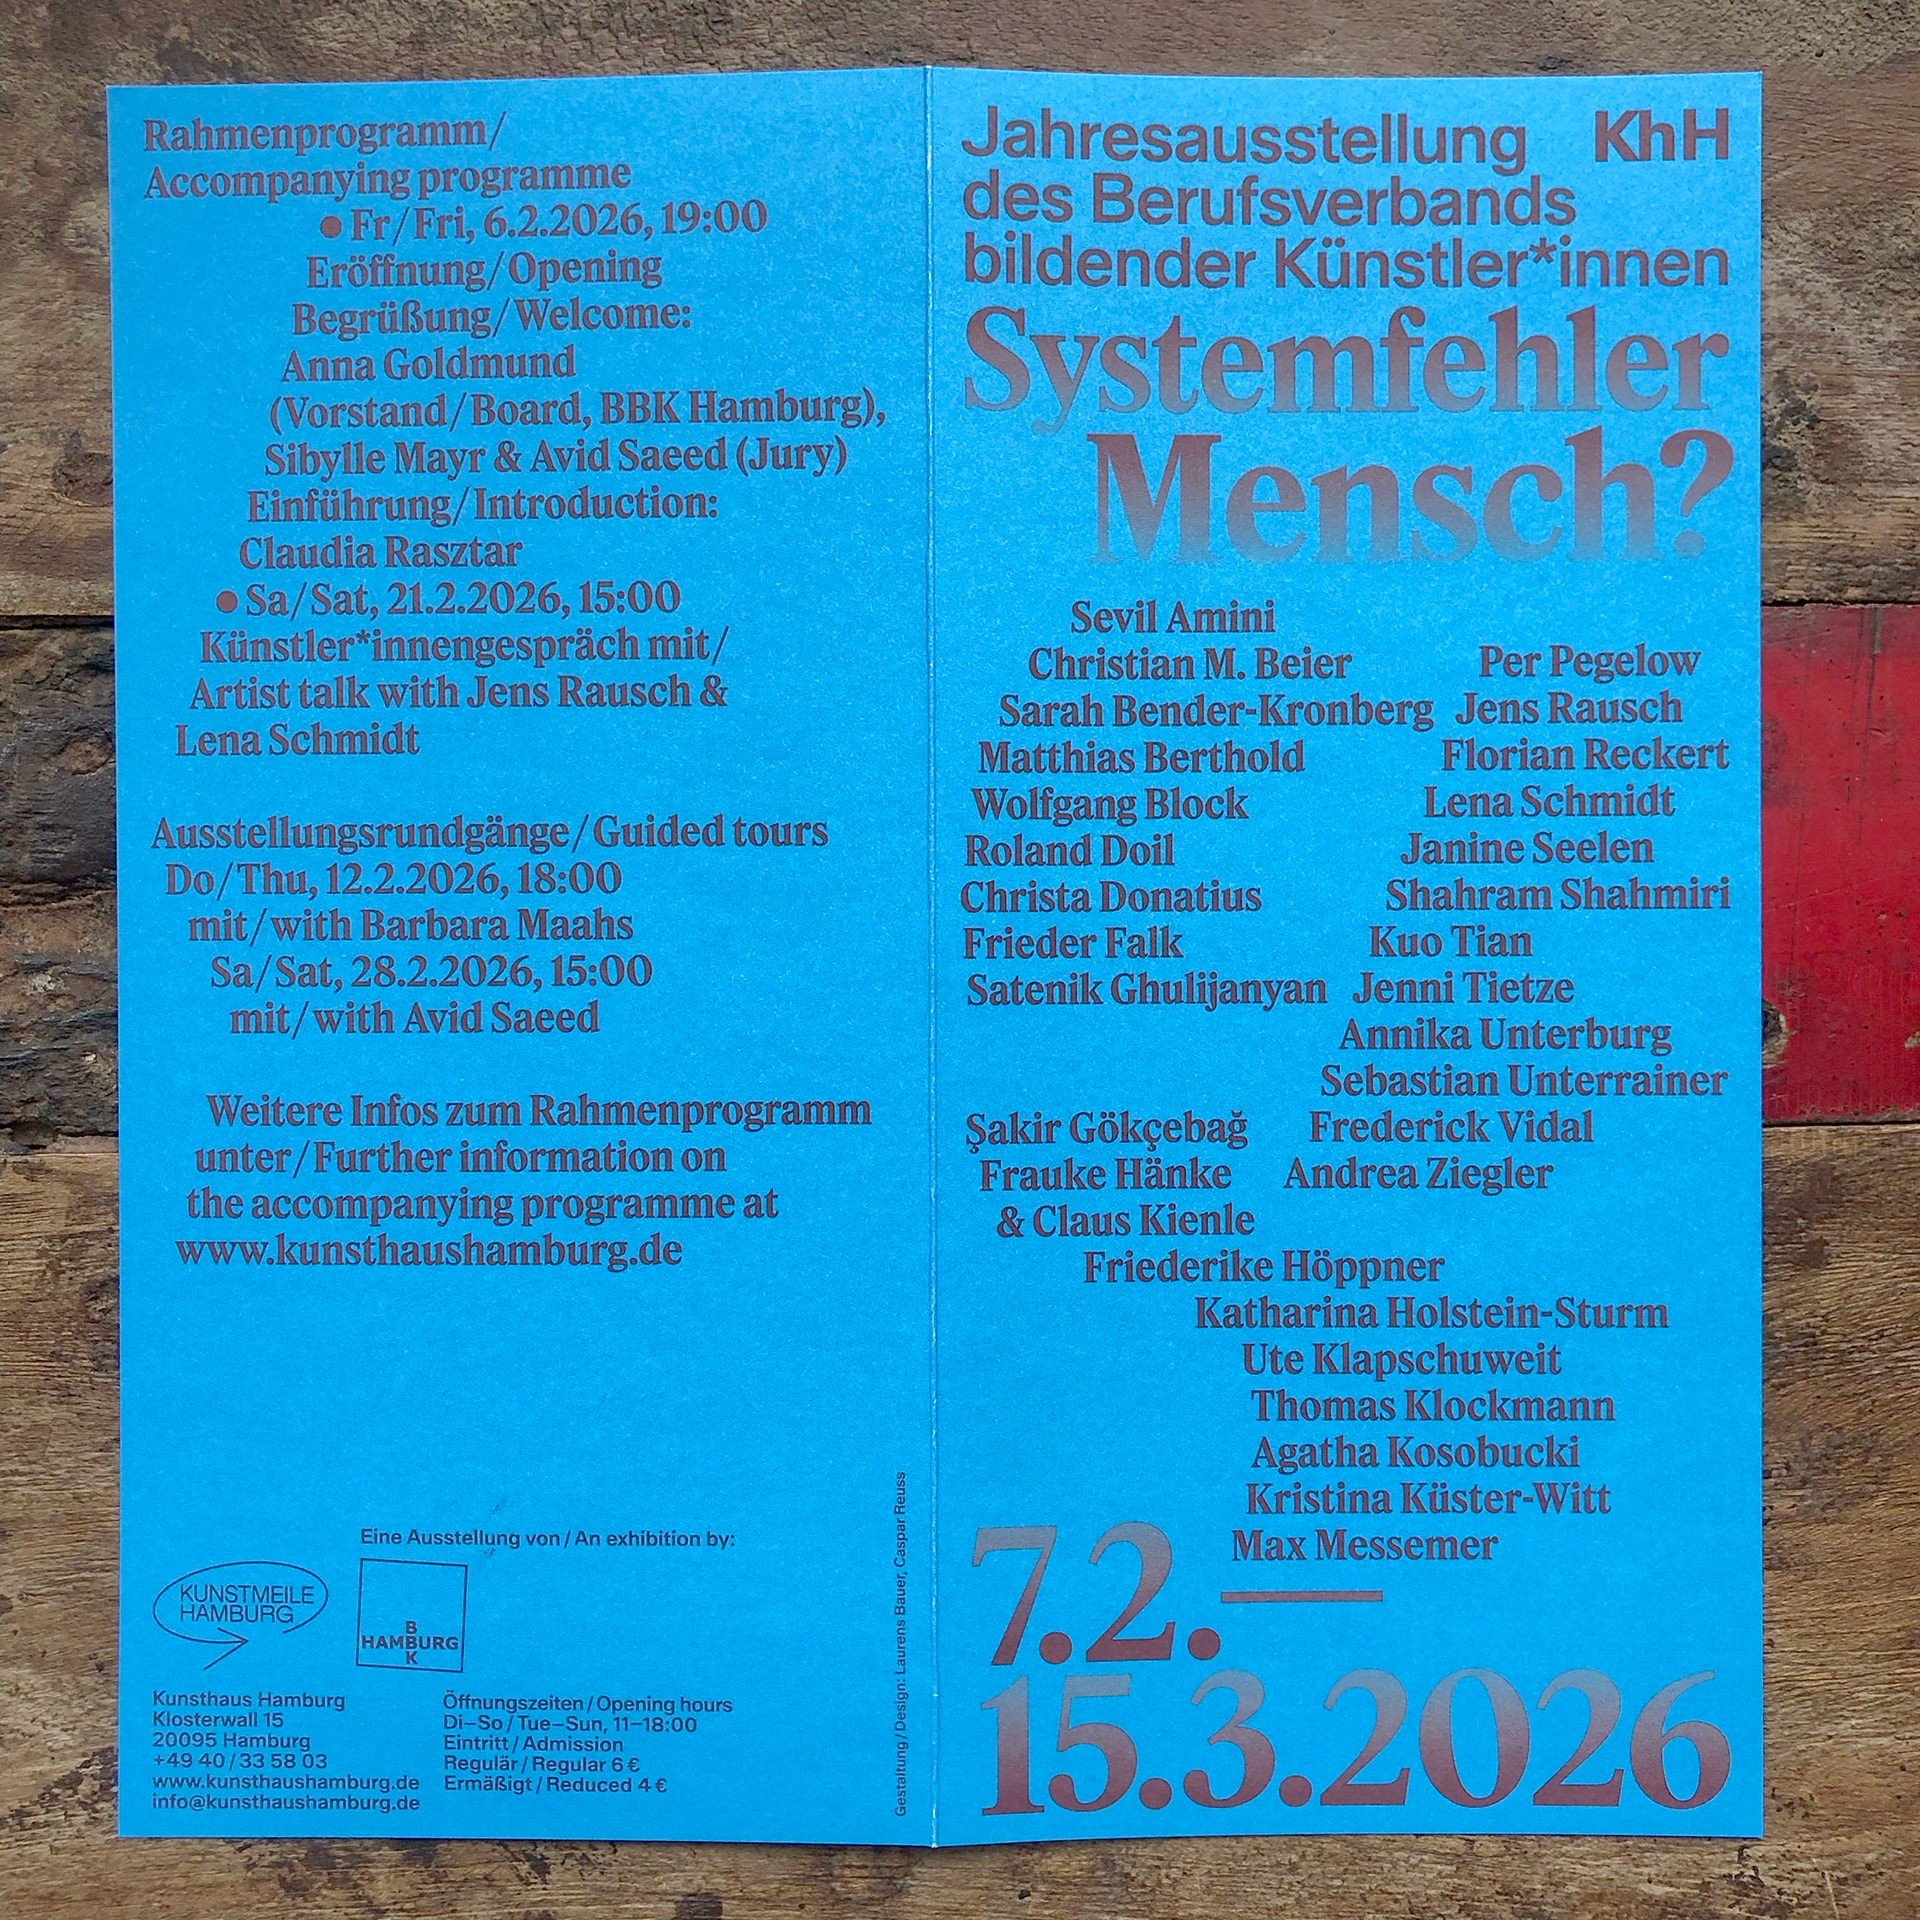 Rahmenprogramm/
Accompanying programme
● Fr/Fri, 6.2.2026, 19:00
Eröffnung/Opening
Begrüßung/Welcome:
Anna Goldmund
(Vorstand/Board, BBK Hamburg),
Sibylle Mayr & Avid Saeed (Jury)
Einführung/Introduction:
Claudia Rasztar
● Sa/Sat, 21.2.2026, 15:00
Künstler*innengespräch mit/
Artist talk with Jens Rausch &
Lena Schmidt
Ausstellungsrundgänge/Guided tours
Do/Thu, 12.2.2026, 18:00
mit/with Barbara Maahs
Sa/Sat, 28.2.2026, 15:00
mit/with Avid Saeed
Weitere Infos zum Rahmenprogramm
unter/Further information on
the accompanying programme at
www.kunsthaushamburg.de
Eine Ausstellung von/An exhibition by:
KUNSTMEILE
HAMBURG
B
HAMBURG
K
Kunsthaus Hamburg
Klosterwall 15
20095 Hamburg
+49 40/33 58 03
www.kunsthaushamburg.de
info@kunsthaushamburg.de
Öffnungszeiten/Opening hours
Di–So/Tue–Sun, 11–18:00
Eintritt/Admission
Regulär/Regular 6 €
Ermäßigt/Reduced 4 €
Gestaltung/Design: Laurens Bauer, Caspar Reuss
Jahresausstellung KhH
des Berufsverbands
bildender Künstler*innen
Systemfehler
Mensch?
Sevil Amini
Christian M. Beier
Sarah Bender-Kronberg
Matthias Berthold
Wolfgang Block
Roland Doil
Christa Donatius
Frieder Falk
Satenik Ghulijanyan
Şakir Gökçebağ
Frauke Hänke
& Claus Kienle
Friederike Höppner
Katharina Holstein-Sturm
Ute Klapschuweit
Thomas Klockmann
Agatha Kosobucki
Kristina Küster-Witt
Max Messemer
Per Pegelow
Jens Rausch
Florian Reckert
Lena Schmidt
Janine Seelen
Shahram Shahmiri
Kuo Tian
Jenni Tietze
Annika Unterburg
Sebastian Unterrainer
Frederick Vidal
Andrea Ziegler
7.2. —
15.3.2026